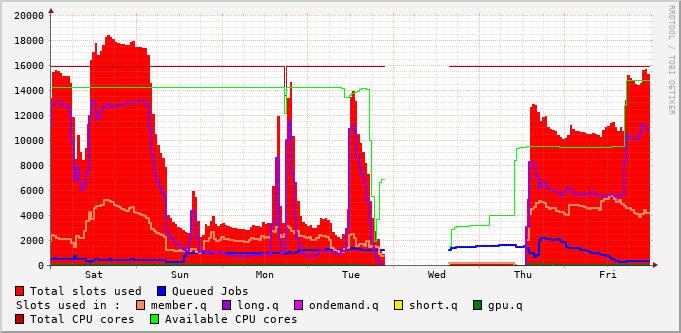 20000
18000
16000
14000
12000
10000
8000
6000
4000
2000
0
Sat Sun Mon Tue Wed Thu Fri
RRDTOOL / TOBI OETIKER
Total slots used Queued Jobs
Slots used in : member.q long.q ondemand.q short.q gpu.q
Total CPU cores Available CPU cores